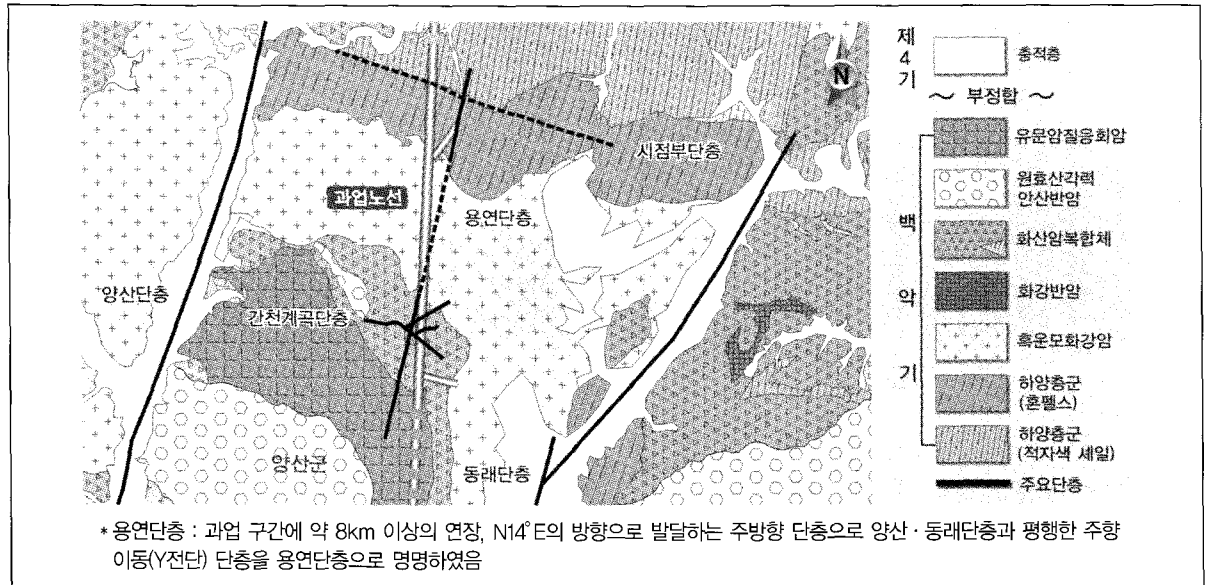 시점부단층
과업노선
용연단층
양산단층
간천계곡단층
양산군
동래단층
N
제4기
충적층
~ 부정합 ~
백악기
유문암질응회암
원효산각력
안산반암
화산암복합체
화강반암
흑운모화강암
하양층군
(혼펠스)
하양층군
(적자색 셰일)
주요단층
* 용연단층 : 과업 구간에 약 8km 이상의 연장, N14°E의 방향으로 발달하는 주방향 단층으로 양산 · 동래단층과 평행한 주향
이동(Y전단) 단층을 용연단층으로 명명하였음